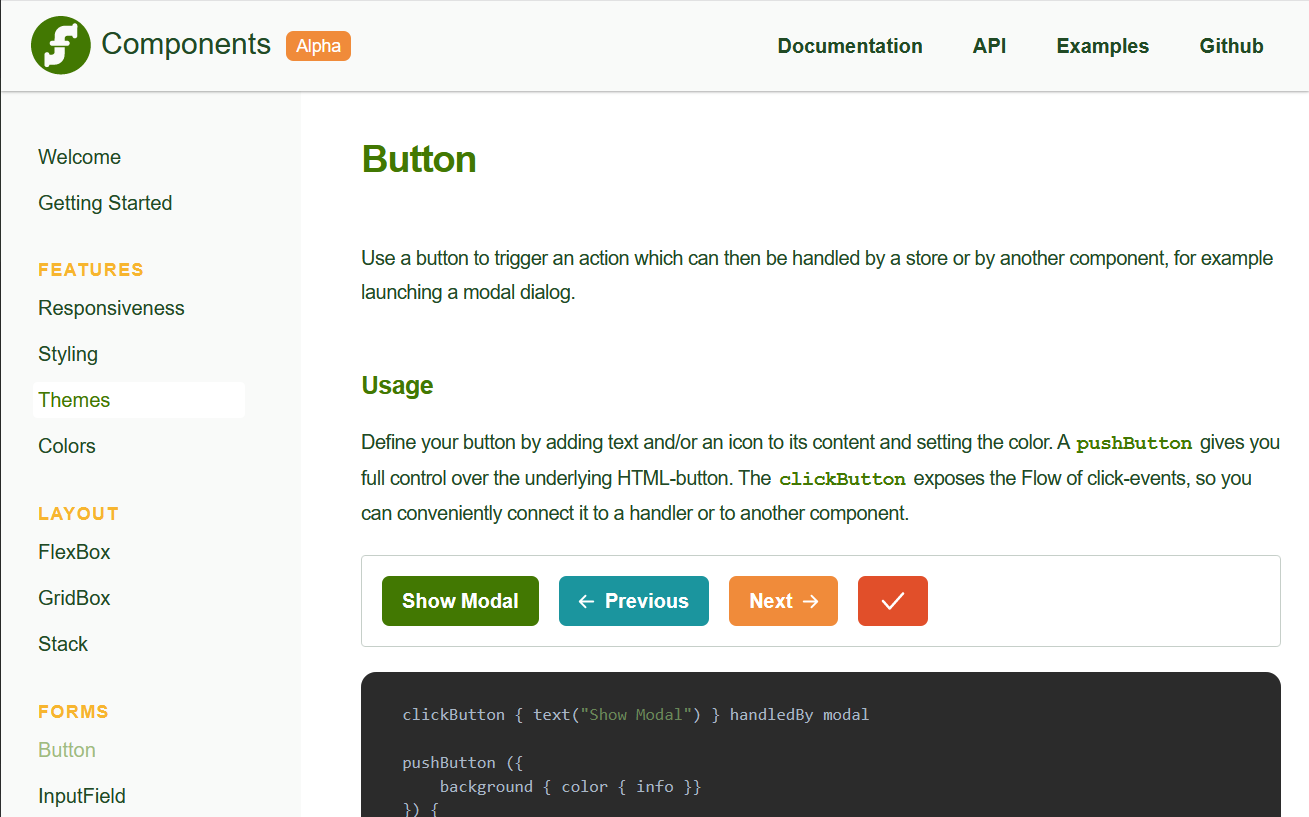 Components Alpha Documentation API Examples Github
Welcome
Getting Started
FEATURES
Responsiveness
Styling
Themes
Colors
LAYOUT
FlexBox
GridBox
Stack
FORMS
Button
InputField
Button
Use a button to trigger an action which can then be handled by a store or by another component, for example
launching a modal dialog.
Usage
Define your button by adding text and/or an icon to its content and setting the color. A pushButton gives you
full control over the underlying HTML-button. The clickButton exposes the Flow of click-events, so you
can conveniently connect it to a handler or to another component.
Show Modal ← Previous Next →
clickButton { text("Show Modal") } handledBy modal
pushButton ({
background { color { info }}
}) {